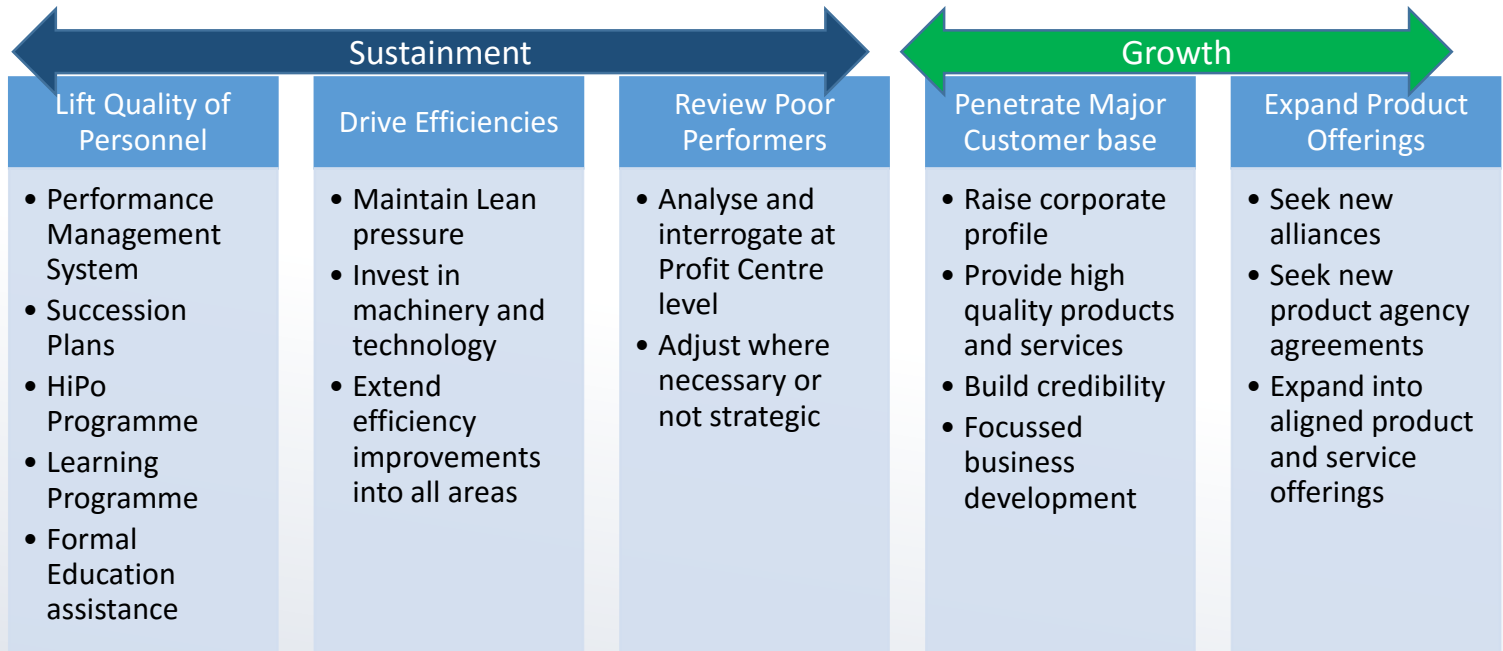 Sustainment
Growth
Lift Quality of
Personnel
• Performance
Management
System
• Succession
Plans
• HiPo
Programme
• Learning
Programme
• Formal
Education
assistance
Drive Efficiencies
• Maintain Lean
pressure
• Invest in
machinery and
technology
• Extend
efficiency
improvements
into all areas
Review Poor
Performers
• Analyse and
interrogate at
Profit Centre
level
• Adjust where
necessary or
not strategic
Penetrate Major
Customer base
• Raise corporate
profile
• Provide high
quality products
and services
• Build credibility
• Focussed
business
development
Expand Product
Offerings
• Seek new
alliances
• Seek new
product agency
agreements
• Expand into
aligned product
and service
offerings